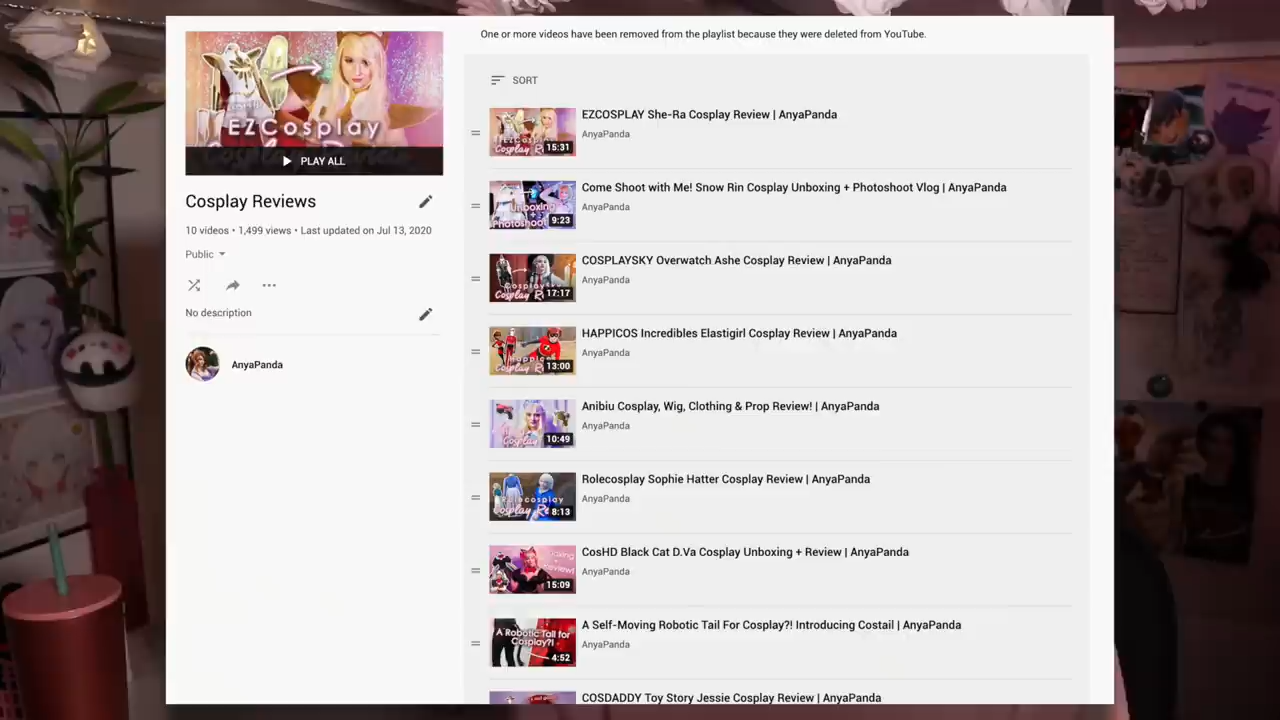 One or more videos have been removed from the playlist because they were deleted from YouTube.
EZCosplay
PLAY ALL
Cosplay Reviews
10 videos • 1,499 views • Last updated on Jul 13, 2020
Public
No description
AnyaPanda
SORT
EZCOSPLAY She-Ra Cosplay Review | AnyaPanda
AnyaPanda
15:31
Come Shoot with Me! Snow Rin Cosplay Unboxing + Photoshoot Vlog | AnyaPanda
AnyaPanda
Unboxing
+
Photoshoot
9:23
COSPLAYSKY Overwatch Ashe Cosplay Review | AnyaPanda
AnyaPanda
17:17
HAPPICOS Incredibles Elastigirl Cosplay Review | AnyaPanda
AnyaPanda
13:00
Anibiu Cosplay, Wig, Clothing & Prop Review! | AnyaPanda
AnyaPanda
Cosplay
10:49
Rolecosplay Sophie Hatter Cosplay Review | AnyaPanda
AnyaPanda
Rolecosplay
8:13
CosHD Black Cat D.Va Cosplay Unboxing + Review | AnyaPanda
AnyaPanda
15:09
A Self-Moving Robotic Tail For Cosplay?! Introducing Costail | AnyaPanda
AnyaPanda
A Robotic Tail for
Cosplay?!
4:52
COSDADDY Toy Story Jessie Cosplay Review | AnyaPanda